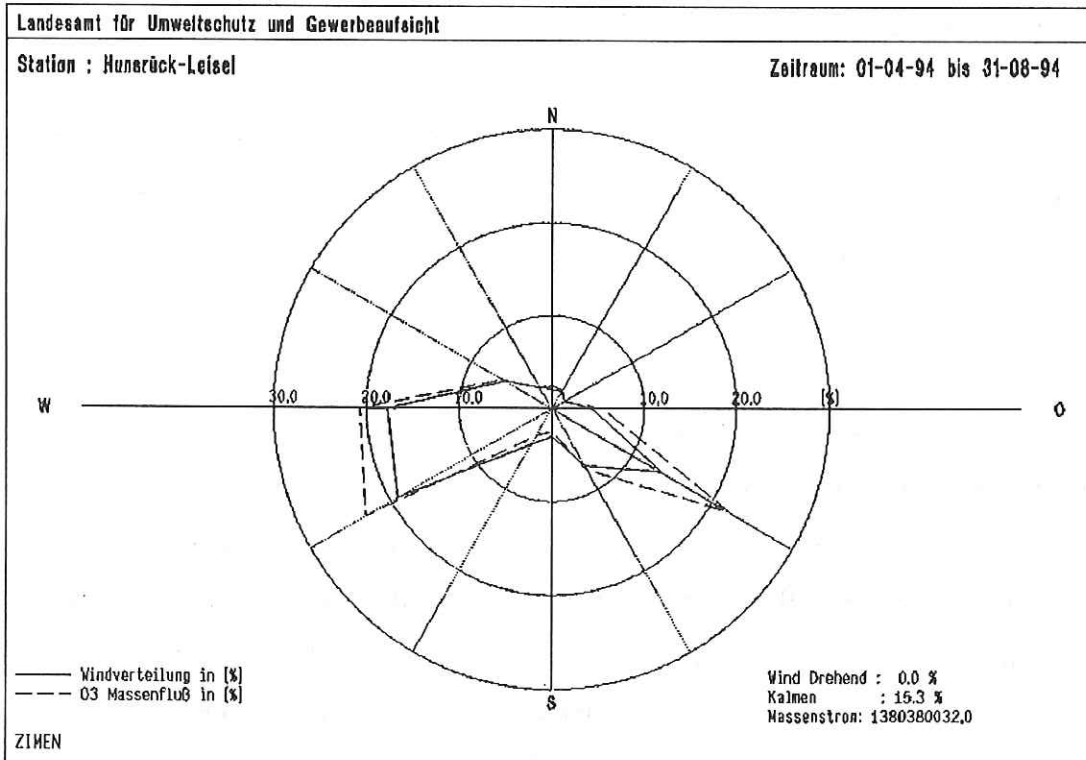 Landesamt für Umweltschutz und Gewerbeaufsicht
Station : Hunsrück-Leisel
Zeitraum: 01-04-94 bis 31-08-94
N
W
30.0 20.0 10.0 10.0 20.0 [%]
O
S
Windverteilung in [%]
O3 Massenfluß in [%]
Wind Drehend : 0.0 %
Kalmen : 15.3 %
Massenstrom: 1380380032.0
ZIMEN